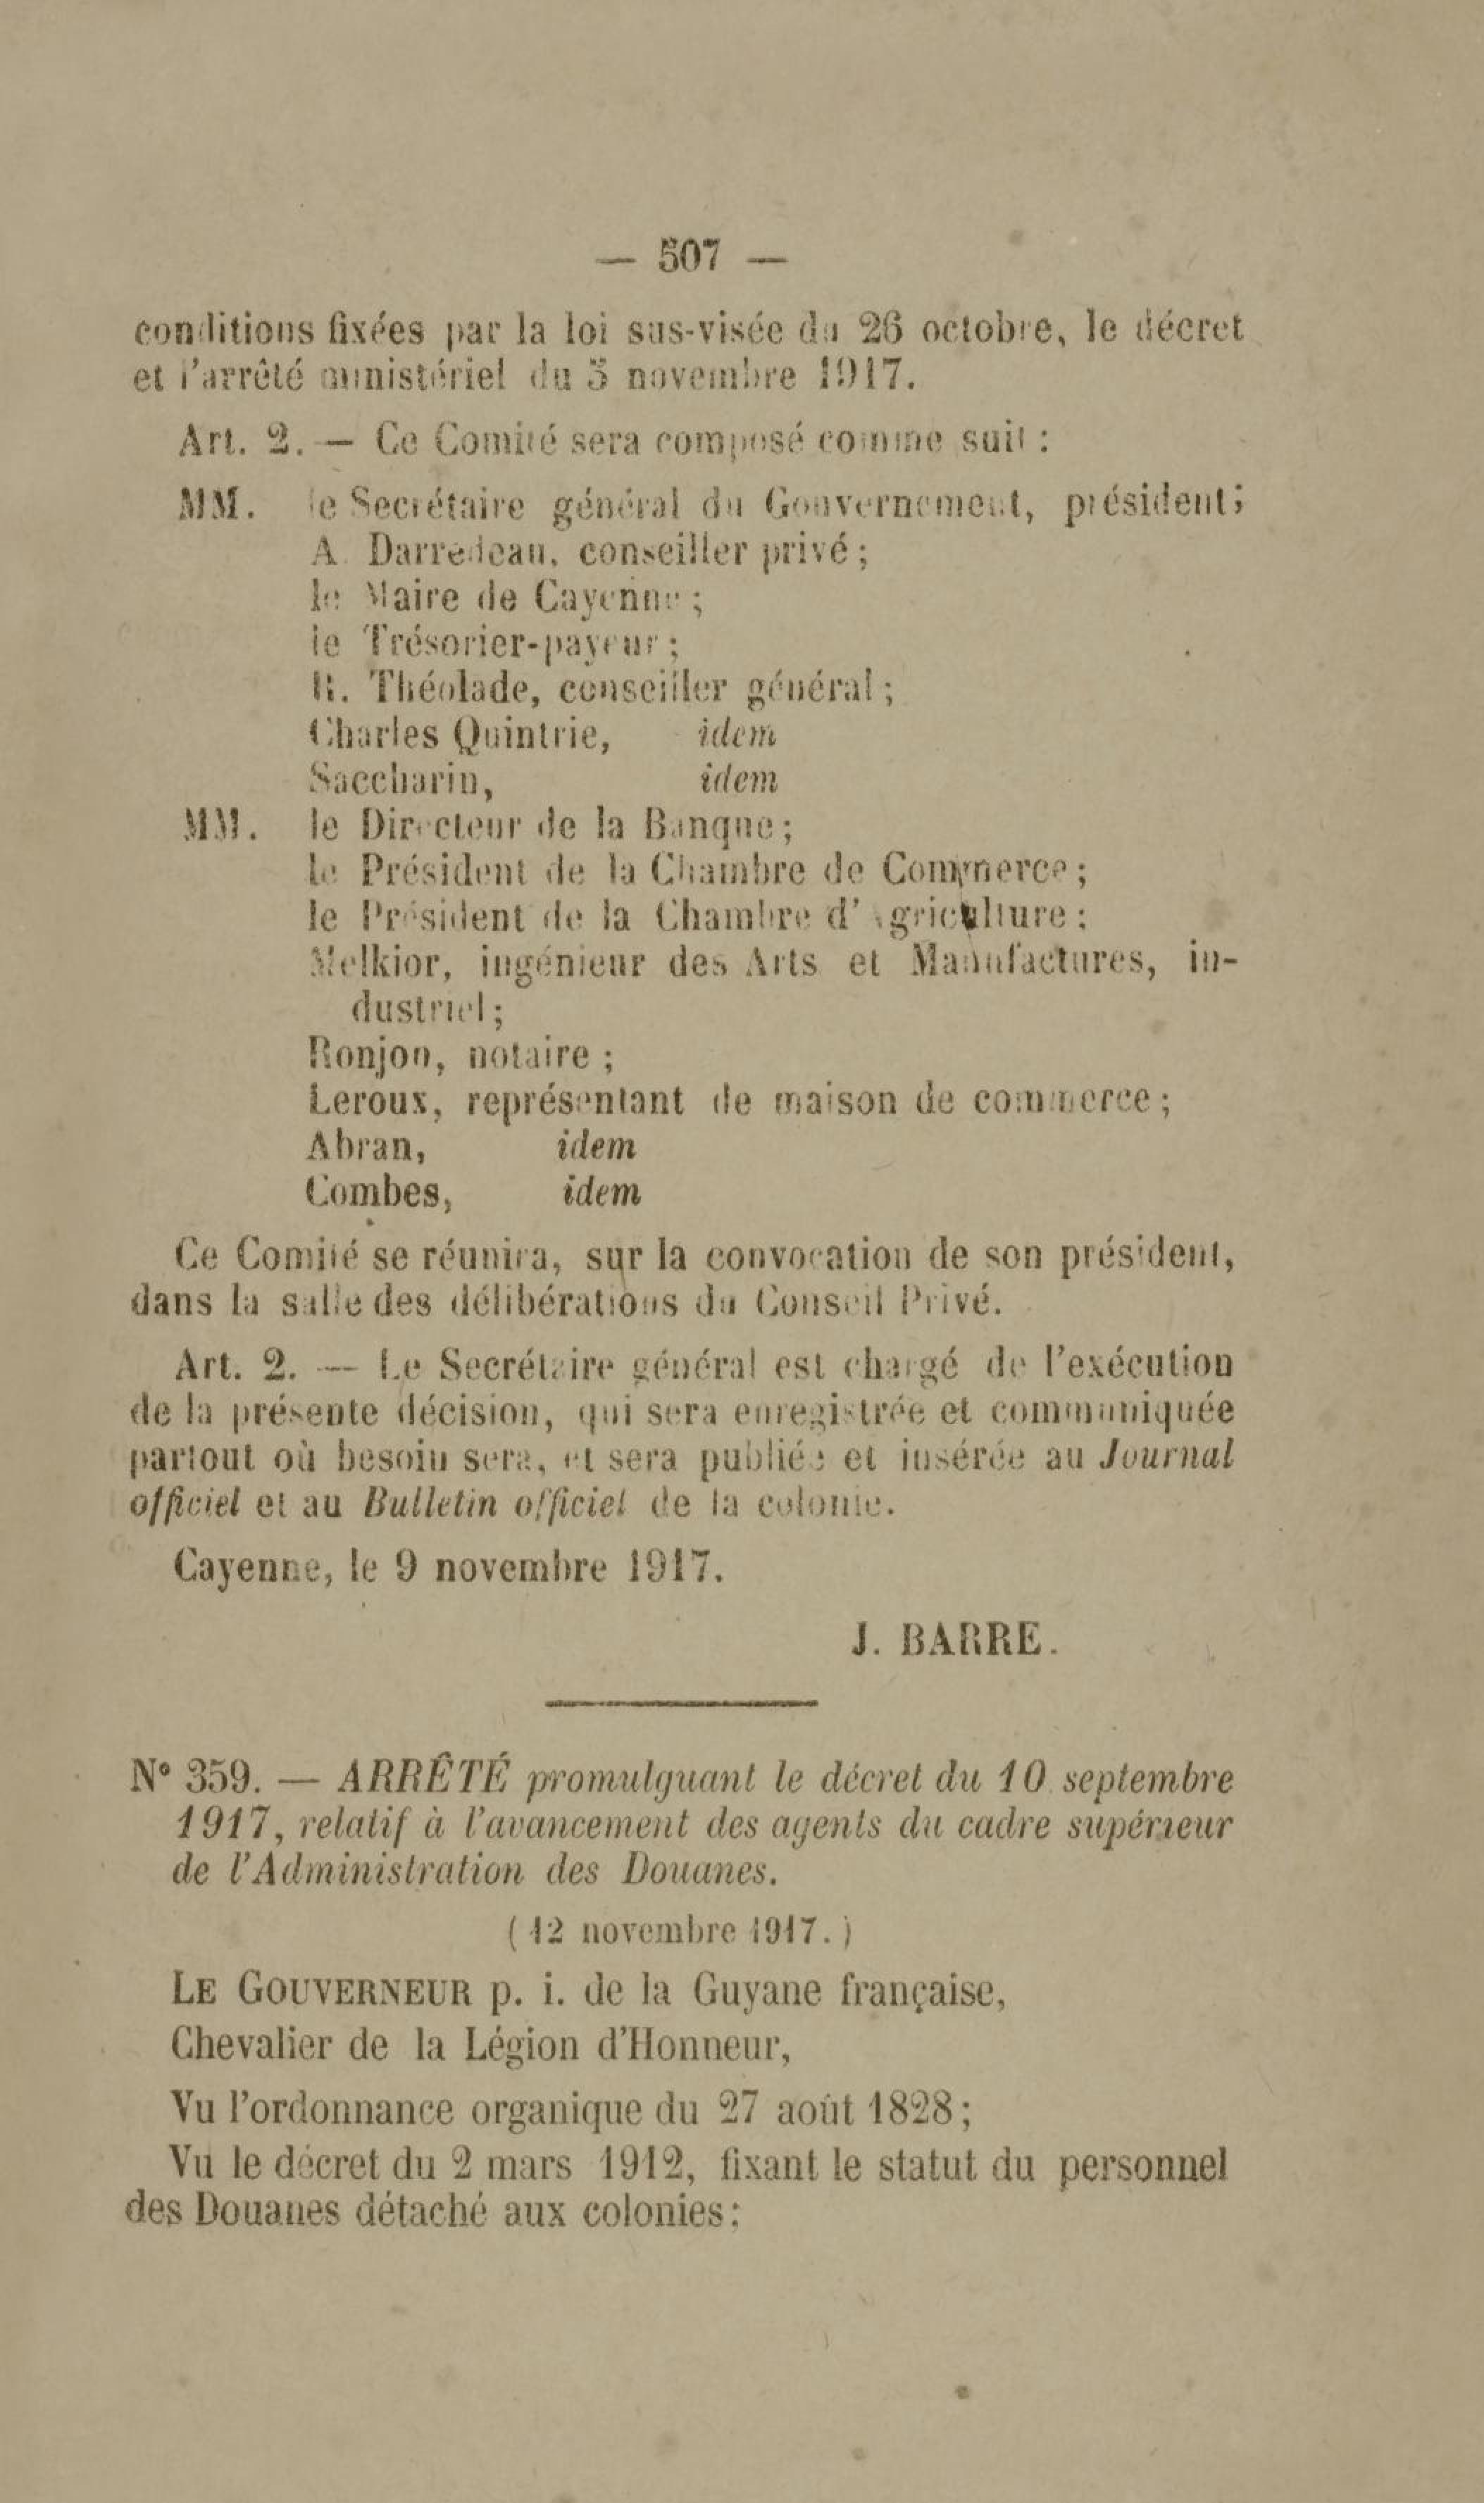 — 507 —
conditions fixées par la loi sus-visée du 26 octobre, le décret
et l'arrêté ministériel du 5 novembre 1917.
Art. 2. — Ce Comité sera composé comme suit :
MM. le Secrétaire général du Gouvernement, président;
A. Darredeau, conseiller privé ;
le Maire de Cayenne ;
le Trésorier-payeur ;
R. Théolade, conseiller général ;
Charles Quintrie, idem
Saccharin, idem
MM. le Directeur de la Banque ;
le Président de la Chambre de Commerce ;
le Président de la Chambre d'Agriculture ;
Melkior, ingénieur des Arts et Manufactures, in-
dustriel ;
Ronjon, notaire ;
Leroux, représentant de maison de commerce ;
Abran, idem
Combes, idem
Ce Comité se réunira, sur la convocation de son président,
dans la salle des délibérations du Conseil Privé.
Art. 2. — Le Secrétaire général est chargé de l'exécution
de la présente décision, qui sera enregistrée et communiquée
partout où besoin sera, et sera publiée et insérée au Journal
officiel et au Bulletin officiel de la colonie.
Cayenne, le 9 novembre 1917.
J. BARRE.
N° 359. — ARRÊTÉ promulguant le décret du 10 septembre
1917, relatif à l'avancement des agents du cadre supérieur
de l'Administration des Douanes.
( 12 novembre 1917. )
LE GOUVERNEUR p. i. de la Guyane française,
Chevalier de la Légion d'Honneur,
Vu l'ordonnance organique du 27 août 1828 ;
Vu le décret du 2 mars 1912, fixant le statut du personnel
des Douanes détaché aux colonies ;